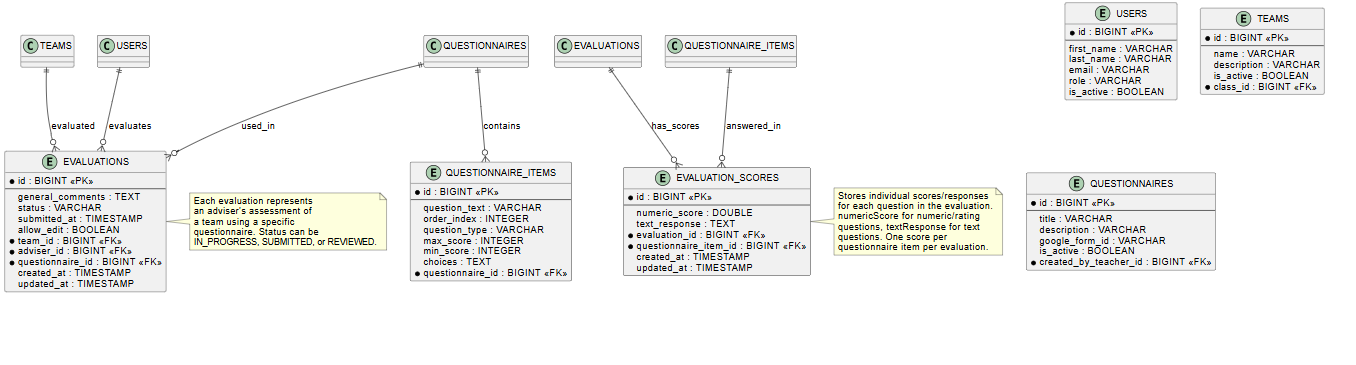 C TEAMS
C USERS
C QUESTIONNAIRES
C EVALUATIONS
C QUESTIONNAIRE_ITEMS
evaluated
evaluates
used_in
contains
has_scores
answered_in
E EVALUATIONS
id : BIGINT «PK»
general_comments : TEXT
status : VARCHAR
submitted_at : TIMESTAMP
allow_edit : BOOLEAN
team_id : BIGINT «FK»
adviser_id : BIGINT «FK»
questionnaire_id : BIGINT «FK»
created_at : TIMESTAMP
updated_at : TIMESTAMP
Each evaluation represents
an adviser's assessment of
a team using a specific
questionnaire. Status can be
IN_PROGRESS, SUBMITTED, or REVIEWED.
E QUESTIONNAIRE_ITEMS
id : BIGINT «PK»
question_text : VARCHAR
order_index : INTEGER
question_type : VARCHAR
max_score : INTEGER
min_score : INTEGER
choices : TEXT
questionnaire_id : BIGINT «FK»
E EVALUATION_SCORES
id : BIGINT «PK»
numeric_score : DOUBLE
text_response : TEXT
evaluation_id : BIGINT «FK»
questionnaire_item_id : BIGINT «FK»
created_at : TIMESTAMP
updated_at : TIMESTAMP
Stores individual scores/responses
for each question in the evaluation.
numericScore for numeric/rating
questions, textResponse for text
questions. One score per
questionnaire item per evaluation.
E USERS
id : BIGINT «PK»
first_name : VARCHAR
last_name : VARCHAR
email : VARCHAR
role : VARCHAR
is_active : BOOLEAN
E TEAMS
id : BIGINT «PK»
name : VARCHAR
description : VARCHAR
is_active : BOOLEAN
class_id : BIGINT «FK»
E QUESTIONNAIRES
id : BIGINT «PK»
title : VARCHAR
description : VARCHAR
google_form_id : VARCHAR
is_active : BOOLEAN
created_by_teacher_id : BIGINT «FK»